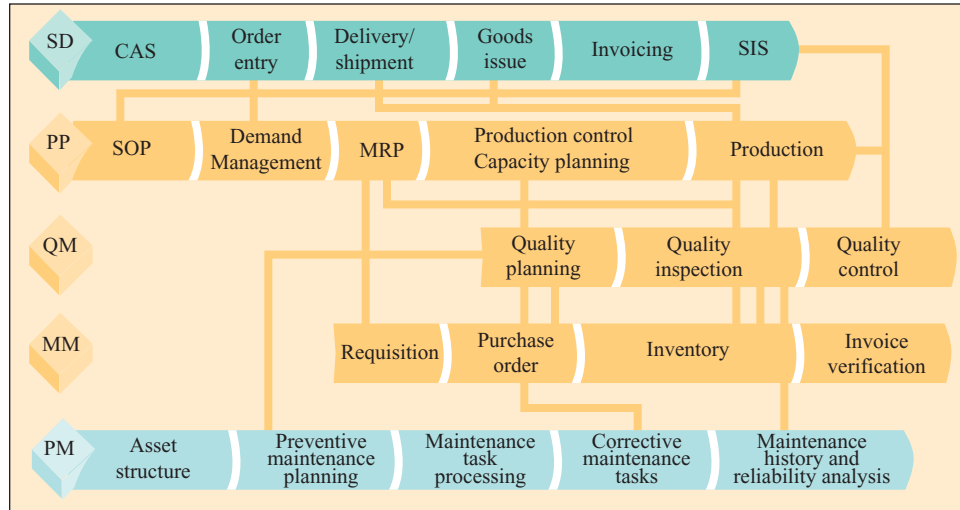 SD
CAS
Order
entry
Delivery/
shipment
Goods
issue
Invoicing
SIS
PP
SOP
Demand
Management
MRP
Production control
Capacity planning
Production
QM
Quality
planning
Quality
inspection
Quality
control
MM
Requisition
Purchase
order
Inventory
Invoice
verification
PM
Asset
structure
Preventive
maintenance
planning
Maintenance
task
processing
Corrective
maintenance
tasks
Maintenance
history and
reliability analysis